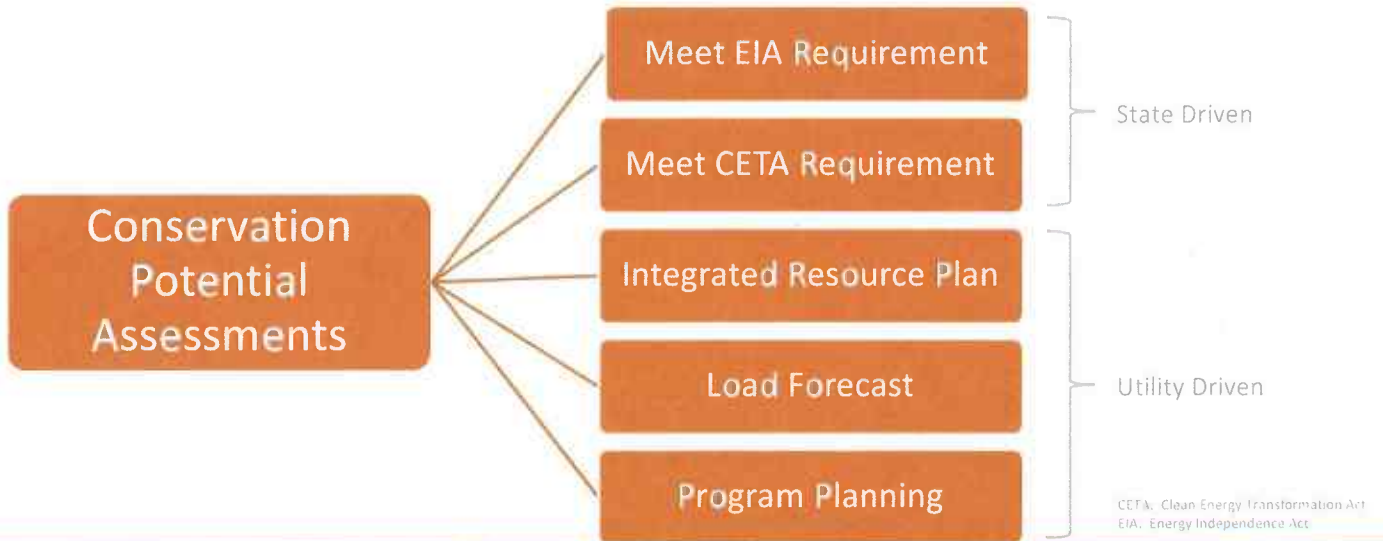 Conservation
Potential
Assessments
Meet EIA Requirement
Meet CETA Requirement
Integrated Resource Plan
Load Forecast
Program Planning
State Driven
Utility Driven
CETA: Clean Energy Transformation Act
EIA: Energy Independence Act